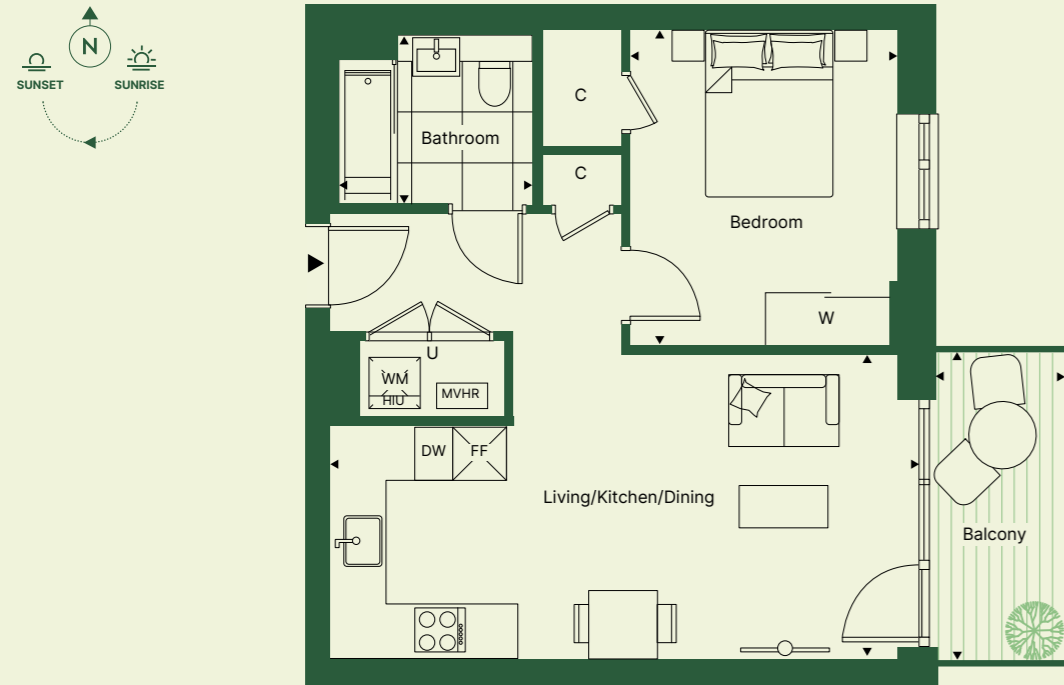 N
SUNSET
SUNRISE
Bathroom
C
C
Bedroom
W
U
WM
HIU
MVHR
DW
FF
Living/Kitchen/Dining
Balcony